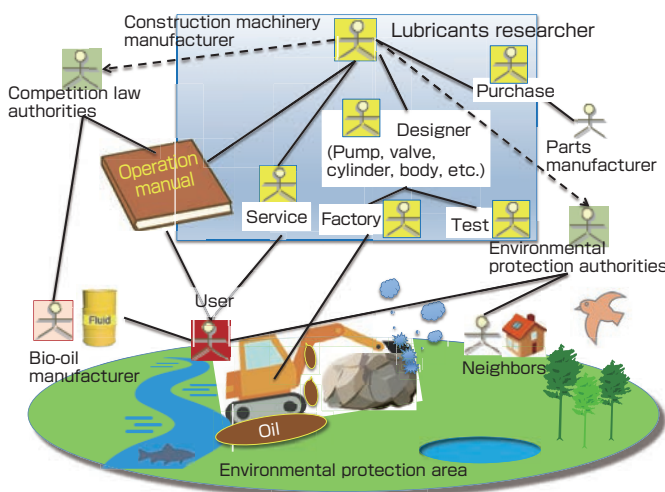 Construction machinery
manufacturer
Lubricants researcher
Competition law
authorities
Purchase
Designer
(Pump, valve,
cylinder, body, etc.)
Parts
manufacturer
Operation
manual
Service
Factory
Test
Environmental
protection authorities
User
Fluid
Bio-oil
manufacturer
Neighbors
Oil
Environmental protection area